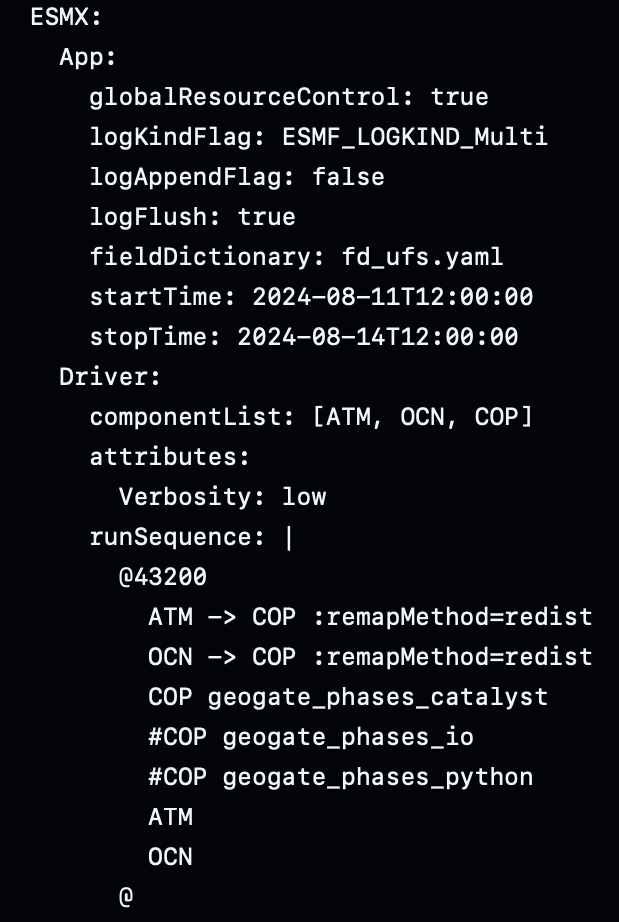 ESMX:
  App:
    globalResourceControl: true
    logKindFlag: ESMF_LOGKIND_Multi
    logAppendFlag: false
    logFlush: true
    fieldDictionary: fd_ufs.yaml
    startTime: 2024-08-11T12:00:00
    stopTime: 2024-08-14T12:00:00
  Driver:
    componentList: [ATM, OCN, COP]
    attributes:
      Verbosity: low
    runSequence: |
      @43200
        ATM -> COP :remapMethod=redist
        OCN -> COP :remapMethod=redist
        COP geogate_phases_catalyst
        #COP geogate_phases_io
        #COP geogate_phases_python
        ATM
        OCN
      @